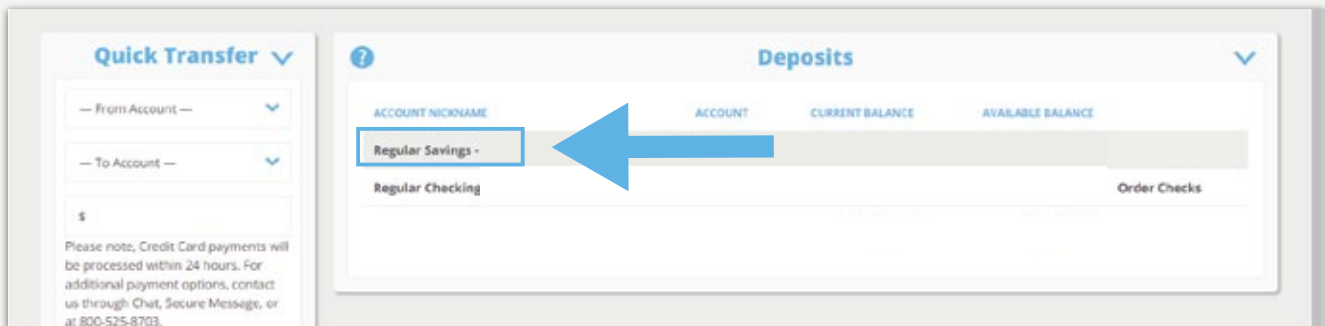 Quick Transfer
— From Account —
— To Account —
$
Please note, Credit Card payments will
be processed within 24 hours. For
additional payment options, contact
us through Chat, Secure Message, or
at 800-525-8703.
?
Deposits
ACCOUNT NICKNAME ACCOUNT CURRENT BALANCE AVAILABLE BALANCE
Regular Savings -
Regular Checking Order Checks